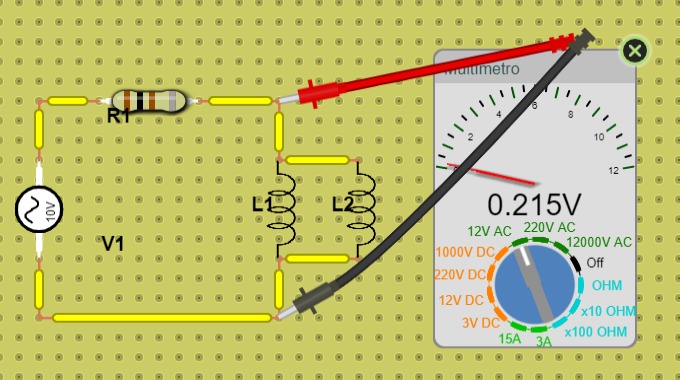 Multimetro
2
4
6
8
10
12
0.215V
12V AC
220V AC
12000V AC
1000V DC
Off
220V DC
OHM
12V DC
x10 OHM
3V DC
x100 OHM
15A
3A
R1
L1
L2
10V
V1